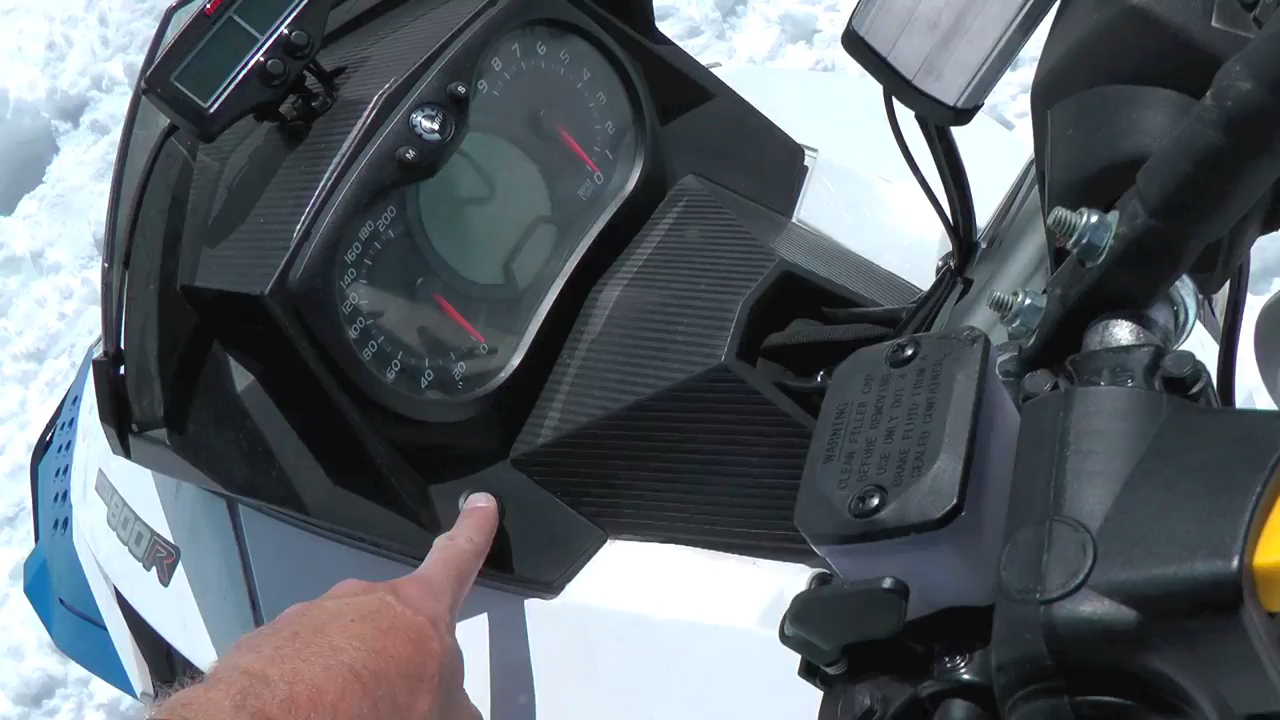 9 8 7 6 5 4 3 2 1 0
S
M
200 180 160 140 120 100 80 60 40 20 0
WARNING
CLEAN FILLER CAP
BEFORE REMOVING
USE ONLY DOT 4
BRAKE FLUID FROM A
SEALED CONTAINER
800R